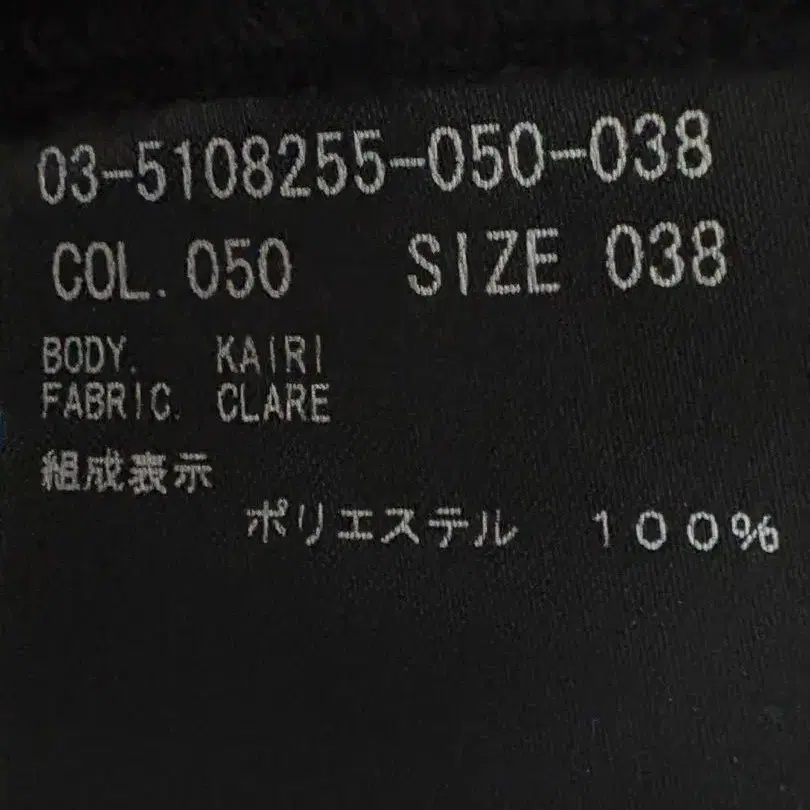 03-5108255-050-038
COL.050 SIZE 038
BODY. KAIRI
FABRIC. CLARE
組成表示
ポリエステル 100%